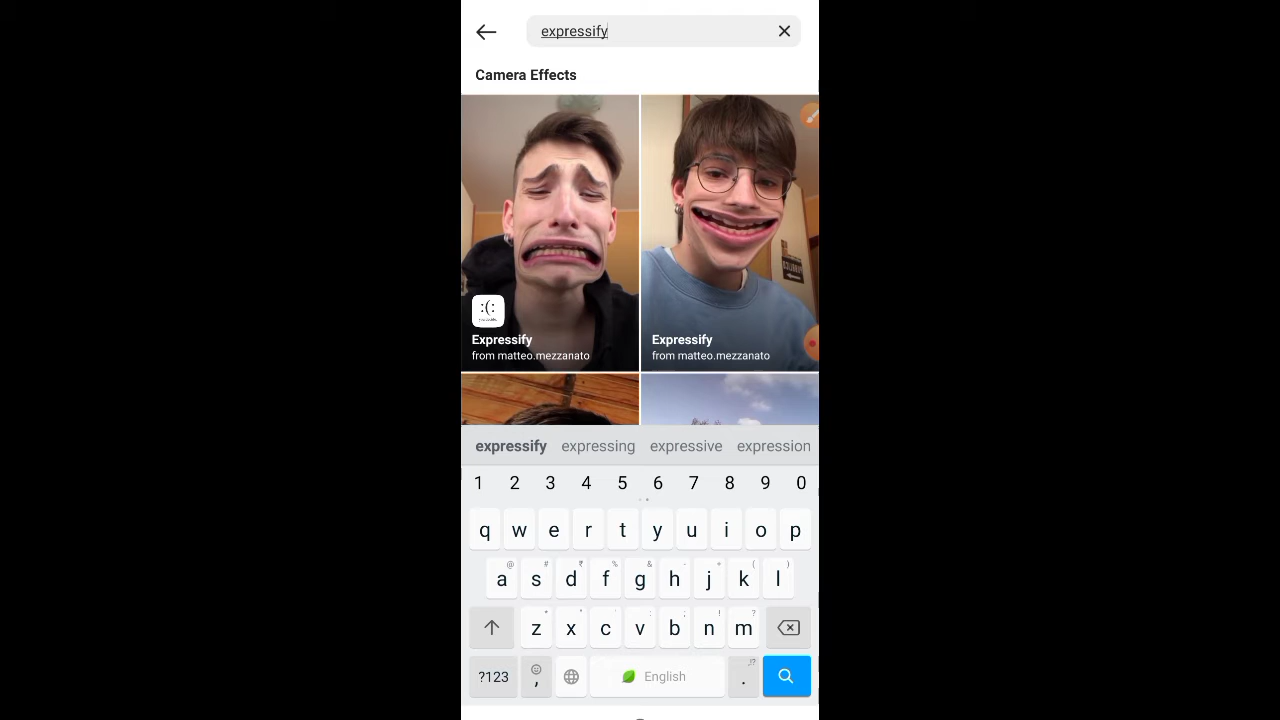 expressify
Camera Effects
:(:
Expressify
from matteo.mezzanato
Expressify
from matteo.mezzanato
expressify expressing expressive expression
1 2 3 4 5 6 7 8 9 0
q w e r t y u i o p
@ # ₹ % & - + ( )
a s d f g h j k l
* " ' : ; ! ?
z x c v b n m
?123 , English . ,!?